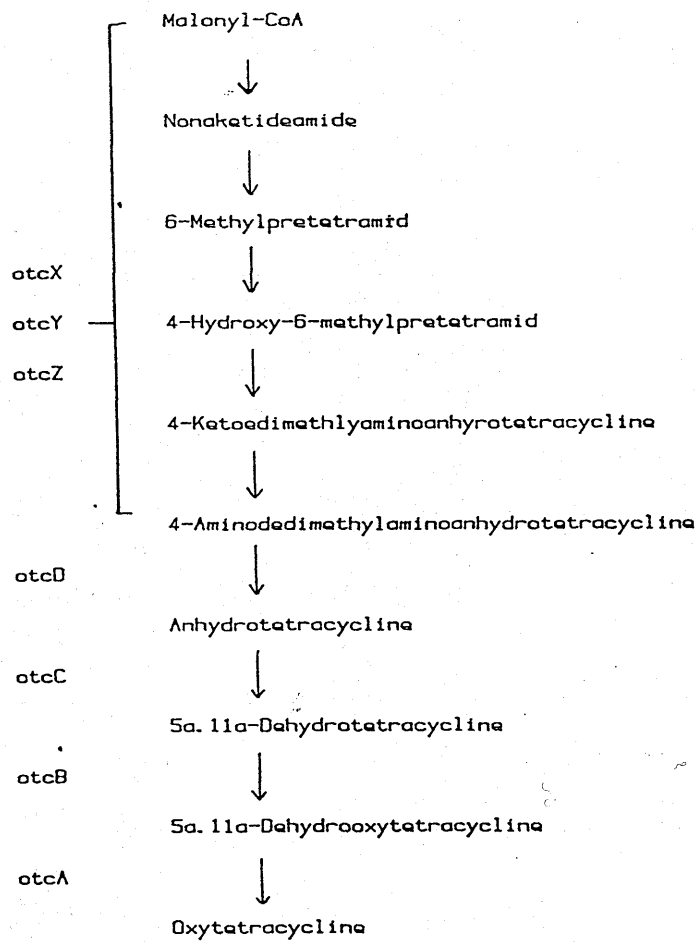 Malonyl-CoA
Nonaketideamide
6-Methylpretetramid
otcX
otcY
4-Hydroxy-6-methylpretetramid
otcZ
4-Ketoedimethlyaminoanhyrotetracycline
4-Aminodedimethylaminoanhydrotetracycline
otcD
Anhydrotetracycline
otcC
5a.11a-Dehydrotetracycline
otcB
5a.11a-Dehydrooxytetracycline
otcA
Oxytetracycline